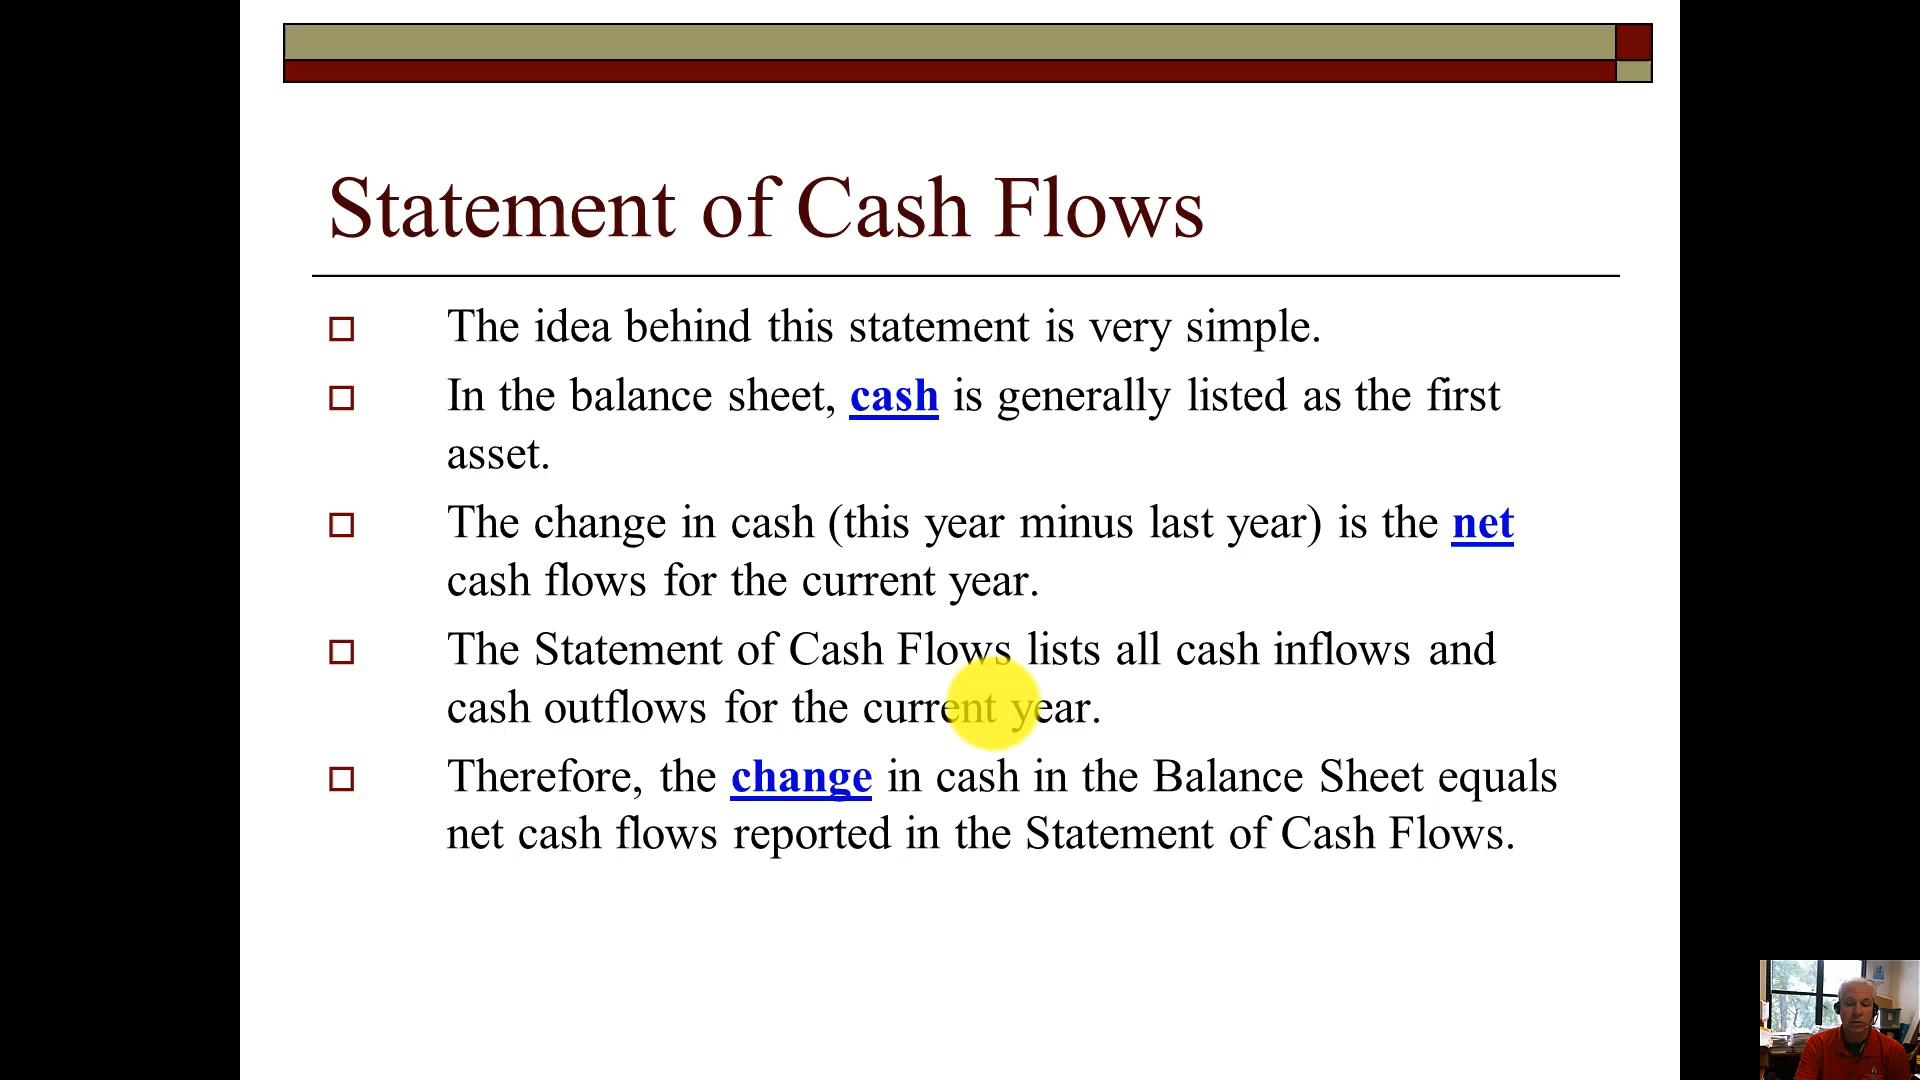 Statement of Cash Flows
The idea behind this statement is very simple.
In the balance sheet, cash is generally listed as the first
asset.
The change in cash (this year minus last year) is the net
cash flows for the current year.
The Statement of Cash Flows lists all cash inflows and
cash outflows for the current year.
Therefore, the change in cash in the Balance Sheet equals
net cash flows reported in the Statement of Cash Flows.